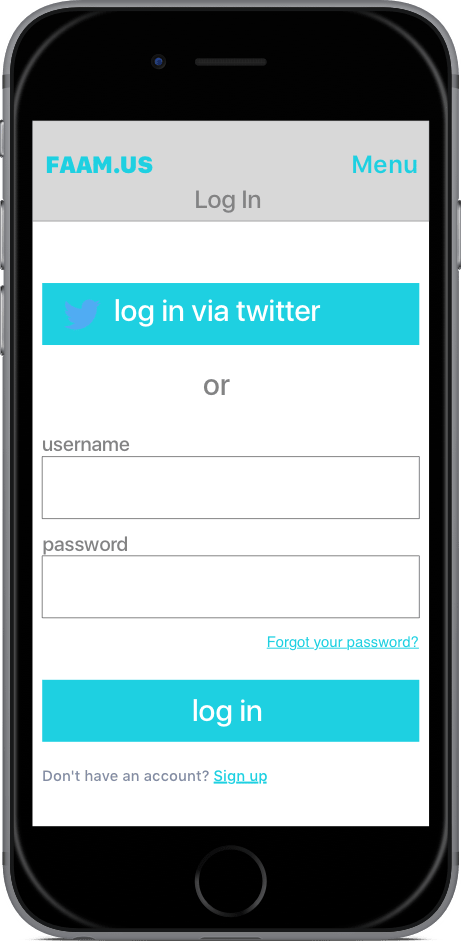 FAAM.US
Menu
Log In
log in via twitter
or
username
password
Forgot your password?
log in
Don't have an account? Sign up